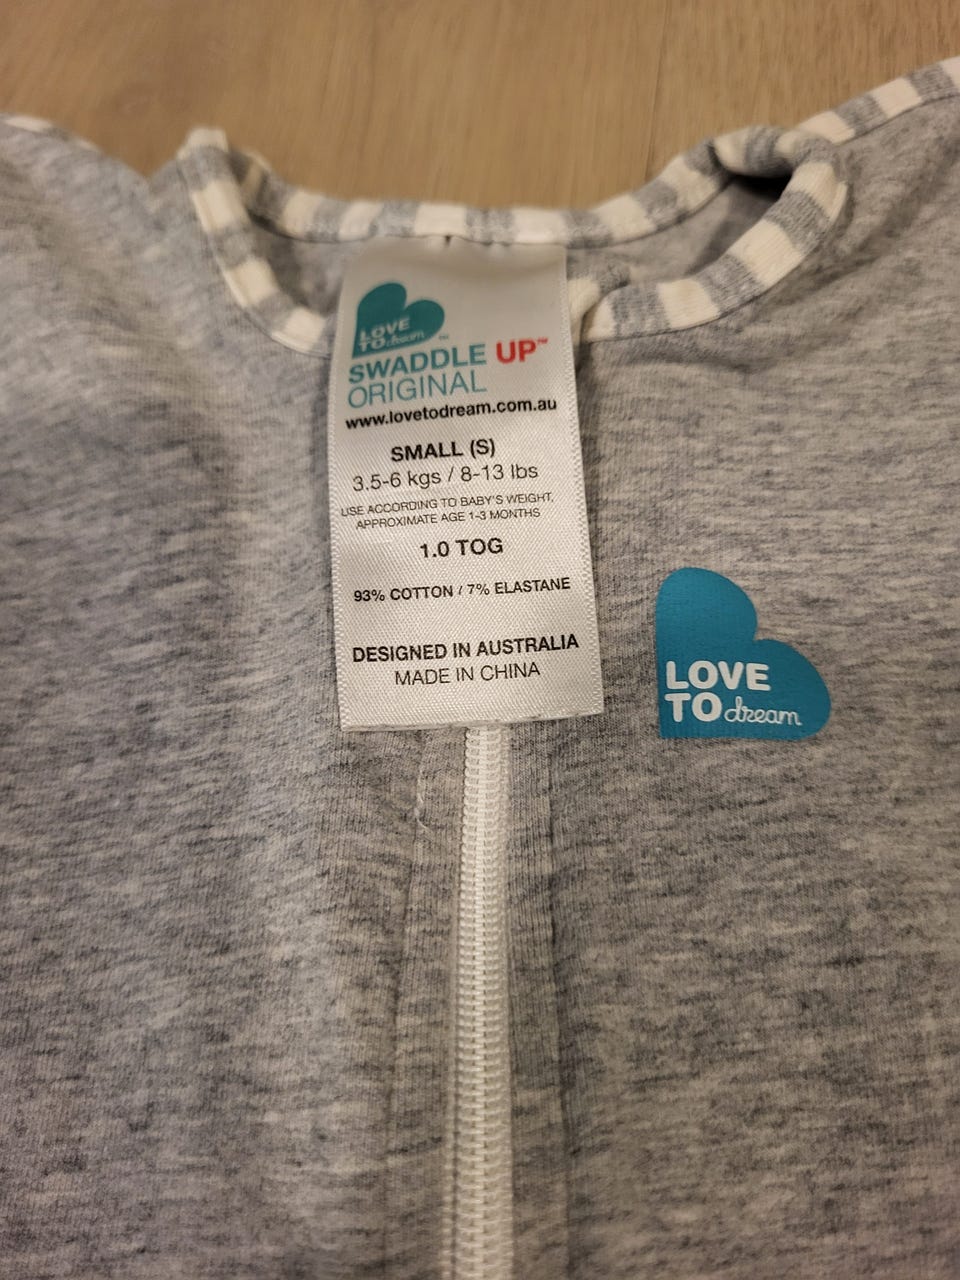 LOVE
TO dream™
SWADDLE UP™
ORIGINAL
www.lovetodream.com.au
SMALL (S)
3.5-6 kgs / 8-13 lbs
USE ACCORDING TO BABY'S WEIGHT,
APPROXIMATE AGE 1-3 MONTHS
1.0 TOG
93% COTTON / 7% ELASTANE
DESIGNED IN AUSTRALIA
MADE IN CHINA
LOVE
TO dream